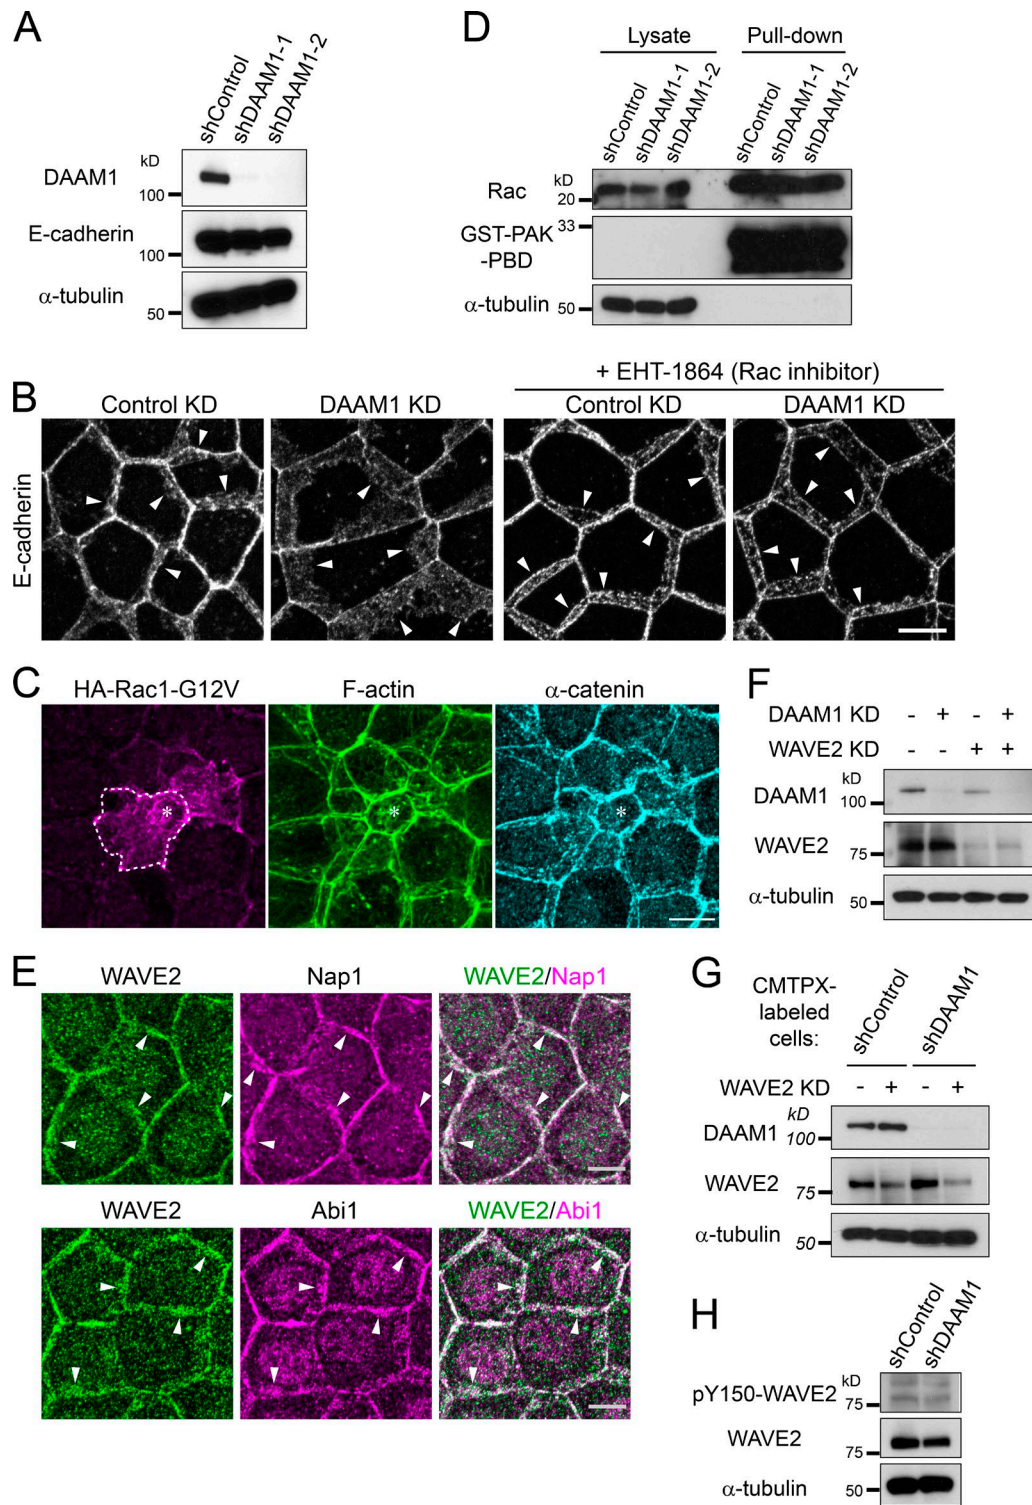 A
shControl
shDAAM1-1
shDAAM1-2
kD
DAAM1
100
E-cadherin
100
α-tubulin
50
D
Lysate
Pull-down
shControl
shDAAM1-1
shDAAM1-2
shControl
shDAAM1-1
shDAAM1-2
Rac
kD
20
GST-PAK
-PBD
33
α-tubulin
50
B
+ EHT-1864 (Rac inhibitor)
Control KD
DAAM1 KD
Control KD
DAAM1 KD
E-cadherin
C
HA-Rac1-G12V
F-actin
α-catenin
*
*
*
F
DAAM1 KD - + - +
WAVE2 KD - - + +
kD
DAAM1
100
WAVE2
75
α-tubulin
50
E
WAVE2
Nap1
WAVE2/Nap1
WAVE2
Abi1
WAVE2/Abi1
G
CMTPX-
labeled
cells:
shControl
shDAAM1
WAVE2 KD - + - +
kD
DAAM1
100
WAVE2
75
α-tubulin
50
H
shControl
shDAAM1
kD
pY150-WAVE2
75
WAVE2
75
α-tubulin
50